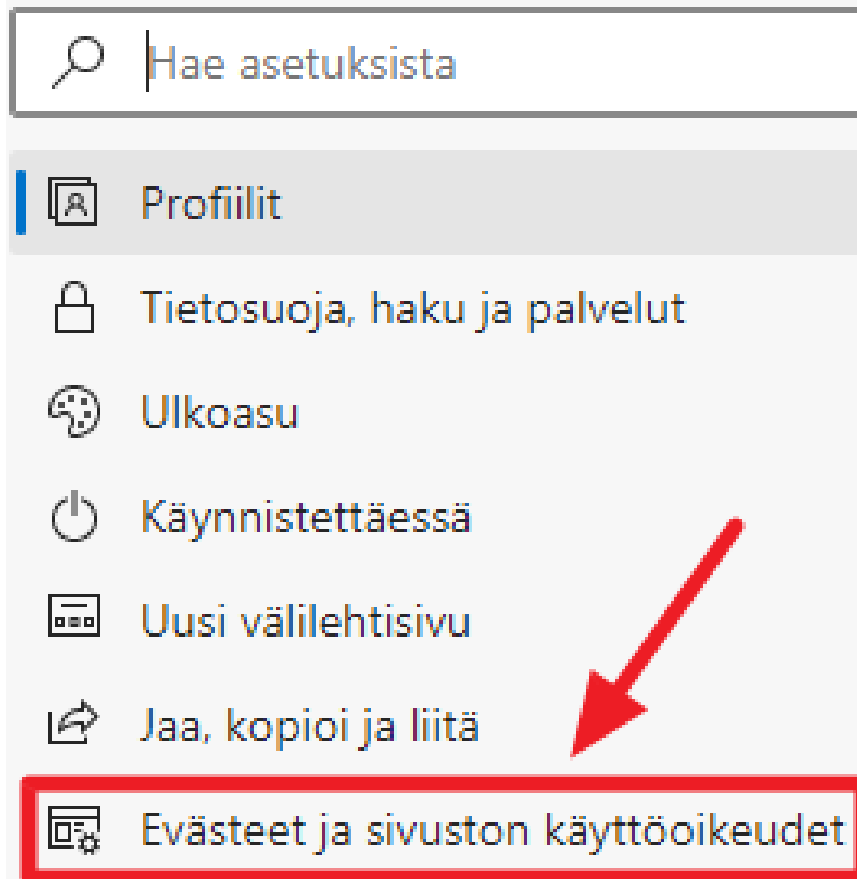 Hae asetuksista
Profiilit
Tietosuoja, haku ja palvelut
Ulkoasu
Käynnistettäessä
Uusi välilehtisivu
Jaa, kopioi ja liitä
Evästeet ja sivuston käyttöoikeudet